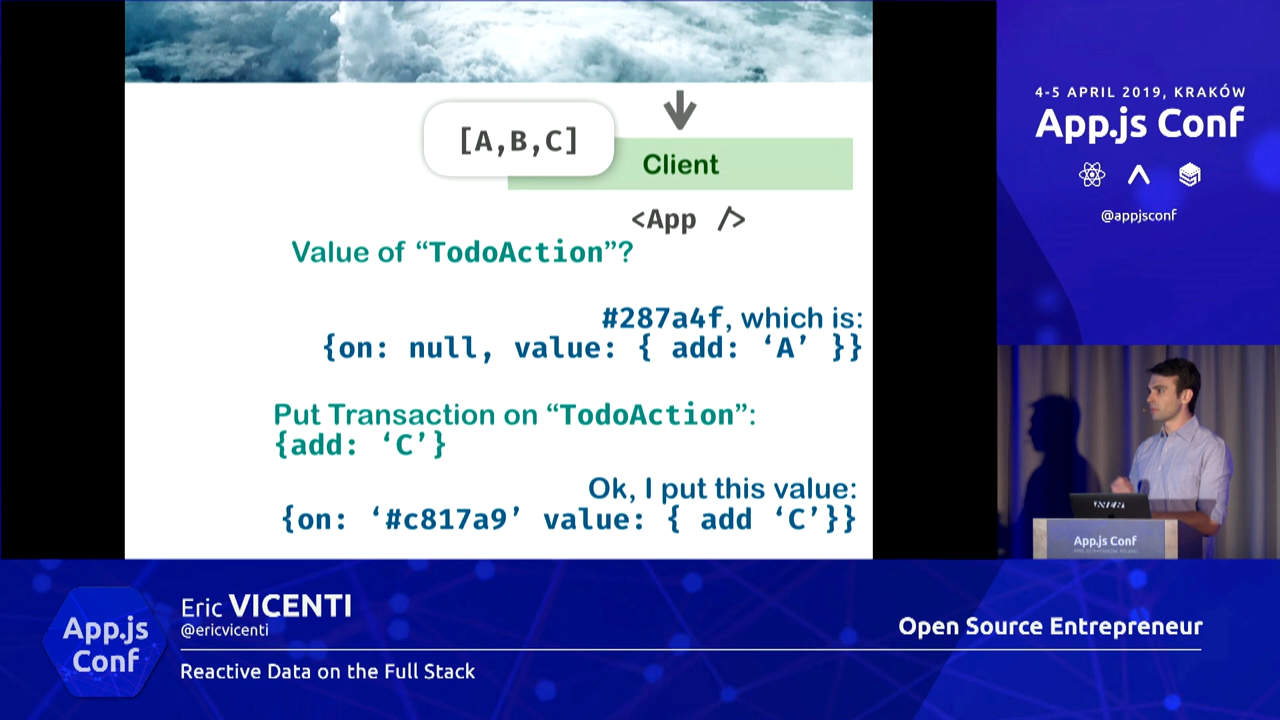 [A,B,C]
Client
<App />
Value of “TodoAction”?
#287a4f, which is:
{on: null, value: { add: ‘A’ }}
Put Transaction on “TodoAction”:
{add: ‘C’}
Ok, I put this value:
{on: ‘#c817a9’ value: { add ‘C’}}
4-5 APRIL 2019, KRAKÓW
App.js Conf
@appjsconf
App.js Conf
App.js
Conf
Eric VICENTI
@ericvicenti
Open Source Entrepreneur
Reactive Data on the Full Stack